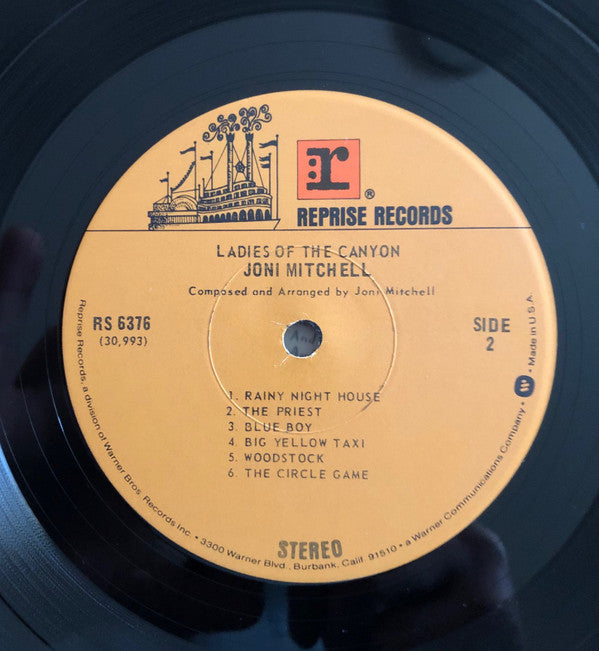 r
®
REPRISE RECORDS
LADIES OF THE CANYON
JONI MITCHELL
Composed and Arranged by Joni Mitchell
RS 6376
(30,993)
SIDE
2
1. RAINY NIGHT HOUSE
2. THE PRIEST
3. BLUE BOY
4. BIG YELLOW TAXI
5. WOODSTOCK
6. THE CIRCLE GAME
STEREO
Reprise Records, a division of Warner Bros. Records Inc. • 3300 Warner Blvd., Burbank, Calif. 91510 • a Warner Communications Company • W • Made in U.S.A.